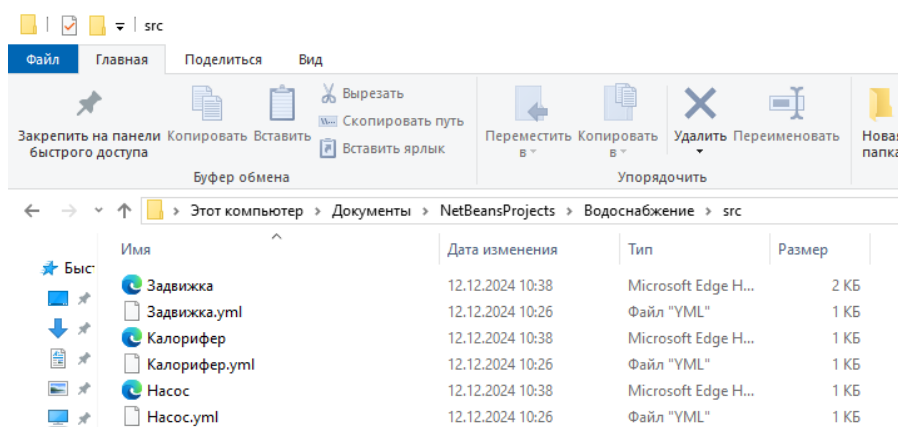 src
Файл Главная Поделиться Вид
Вырезать
Скопировать путь
Вставить ярлык
Закрепить на панели быстрого доступа
Копировать Вставить
Буфер обмена
Переместить в
Копировать в
Удалить Переименовать
Упорядочить
Новая папка
Этот компьютер > Документы > NetBeansProjects > Водоснабжение > src
Имя Дата изменения Тип Размер
Быст
Задвижка 12.12.2024 10:38 Microsoft Edge H... 2 КБ
Задвижка.yml 12.12.2024 10:26 Файл "YML" 1 КБ
Калорифер 12.12.2024 10:38 Microsoft Edge H... 1 КБ
Калорифер.yml 12.12.2024 10:26 Файл "YML" 1 КБ
Насос 12.12.2024 10:38 Microsoft Edge H... 1 КБ
Насос.yml 12.12.2024 10:26 Файл "YML" 1 КБ